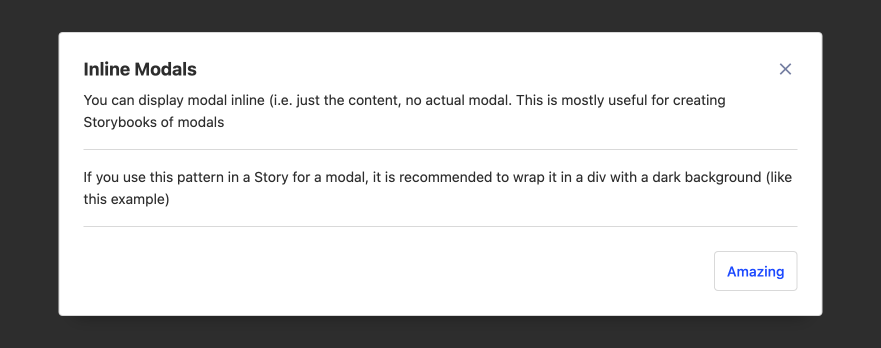 Inline Modals
You can display modal inline (i.e. just the content, no actual modal. This is mostly useful for creating
Storybooks of modals
If you use this pattern in a Story for a modal, it is recommended to wrap it in a div with a dark background (like
this example)
Amazing